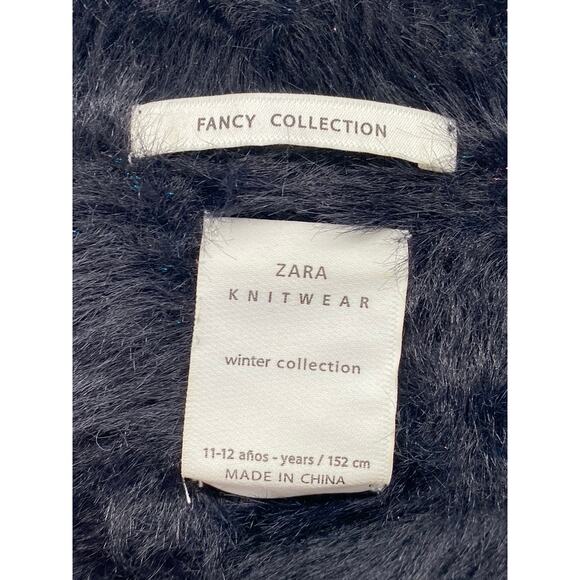 FANCY COLLECTION
ZARA
KNITWEAR
winter collection
11-12 años - years / 152 cm
MADE IN CHINA